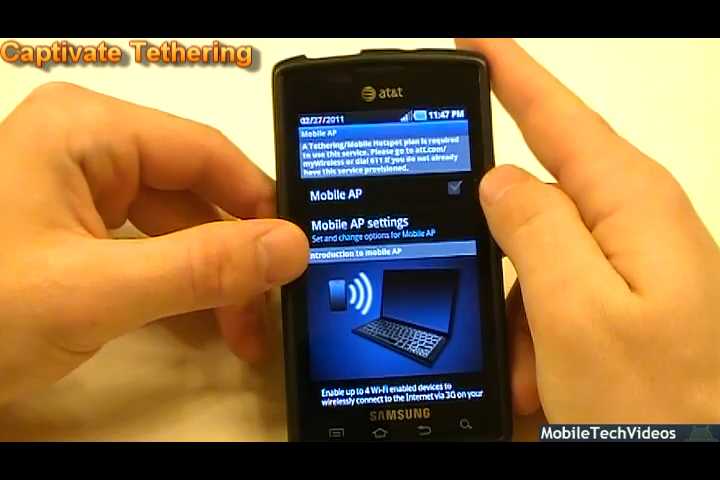 Captivate Tethering
at&t
02/27/2011 11:47 PM
Mobile AP
A Tethering/Mobile Hotspot plan is required
to use this service. Please go to att.com/
myWireless or dial 611 if you do not already
have this service provisioned.
Mobile AP
Mobile AP settings
Set and change options for Mobile AP
ntroduction to mobile AP
Enable up to 4 Wi-Fi enabled devices to
wirelessly connect to the Internet via 3G on your
SAMSUNG
MobileTechVideos